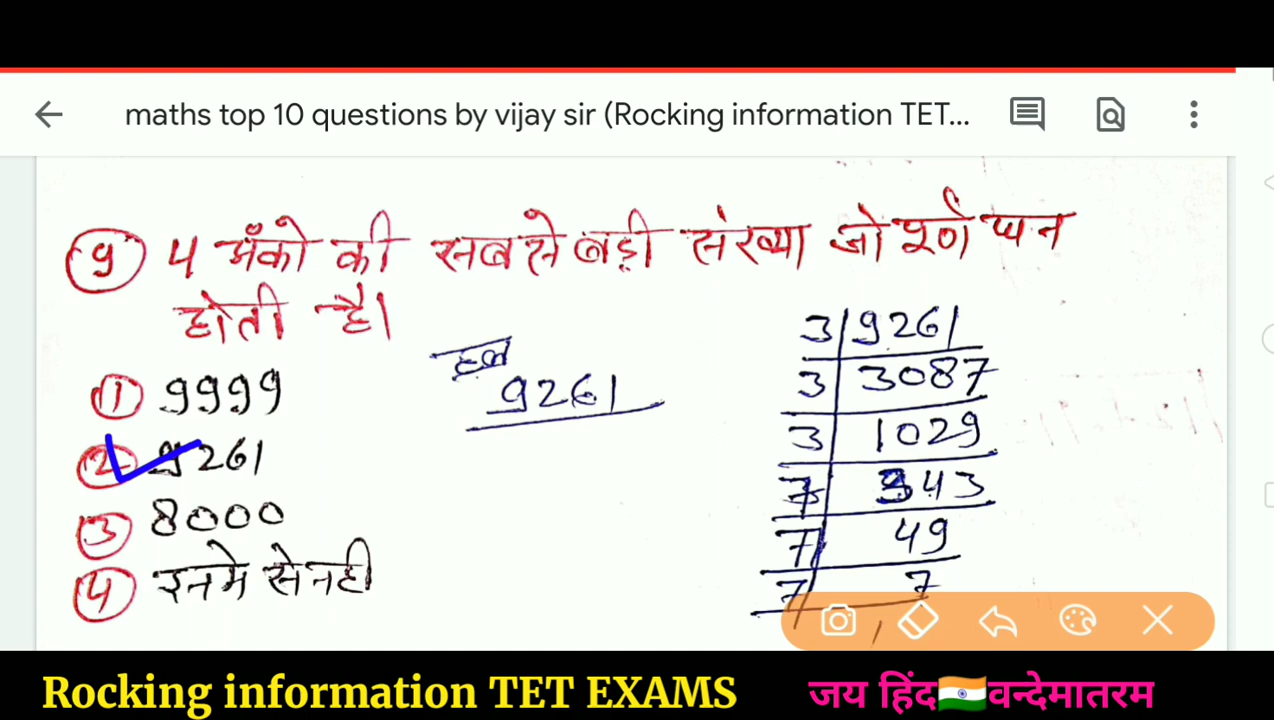 maths top 10 questions by vijay sir (Rocking information TET...
9 4 अँको की सबसे बड़ी संख्या जो पूर्ण घन
होती है।
हल
9261
1 9999
2 9261
3 8000
4 इनमे से नही
3 9261
3 3087
3 1029
7 343
7 49
7 7
1
Rocking information TET EXAMS
जय हिंद🇮🇳वन्देमातरम